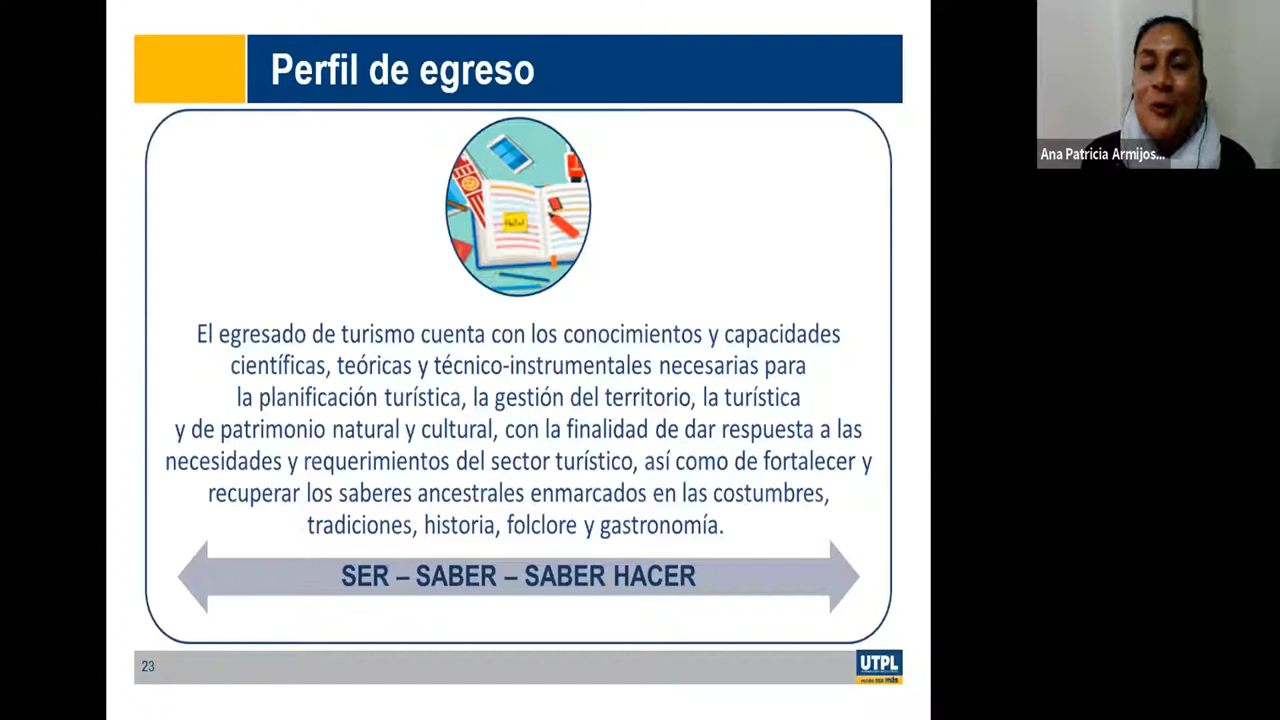 Perfil de egreso
Ana Patricia Armijos...
Hello!
El egresado de turismo cuenta con los conocimientos y capacidades
científicas, teóricas y técnico-instrumentales necesarias para
la planificación turística, la gestión del territorio, la turística
y de patrimonio natural y cultural, con la finalidad de dar respuesta a las
necesidades y requerimientos del sector turístico, así como de fortalecer y
recuperar los saberes ancestrales enmarcados en las costumbres,
tradiciones, historia, folclore y gastronomía.
SER – SABER – SABER HACER
23
UTPL